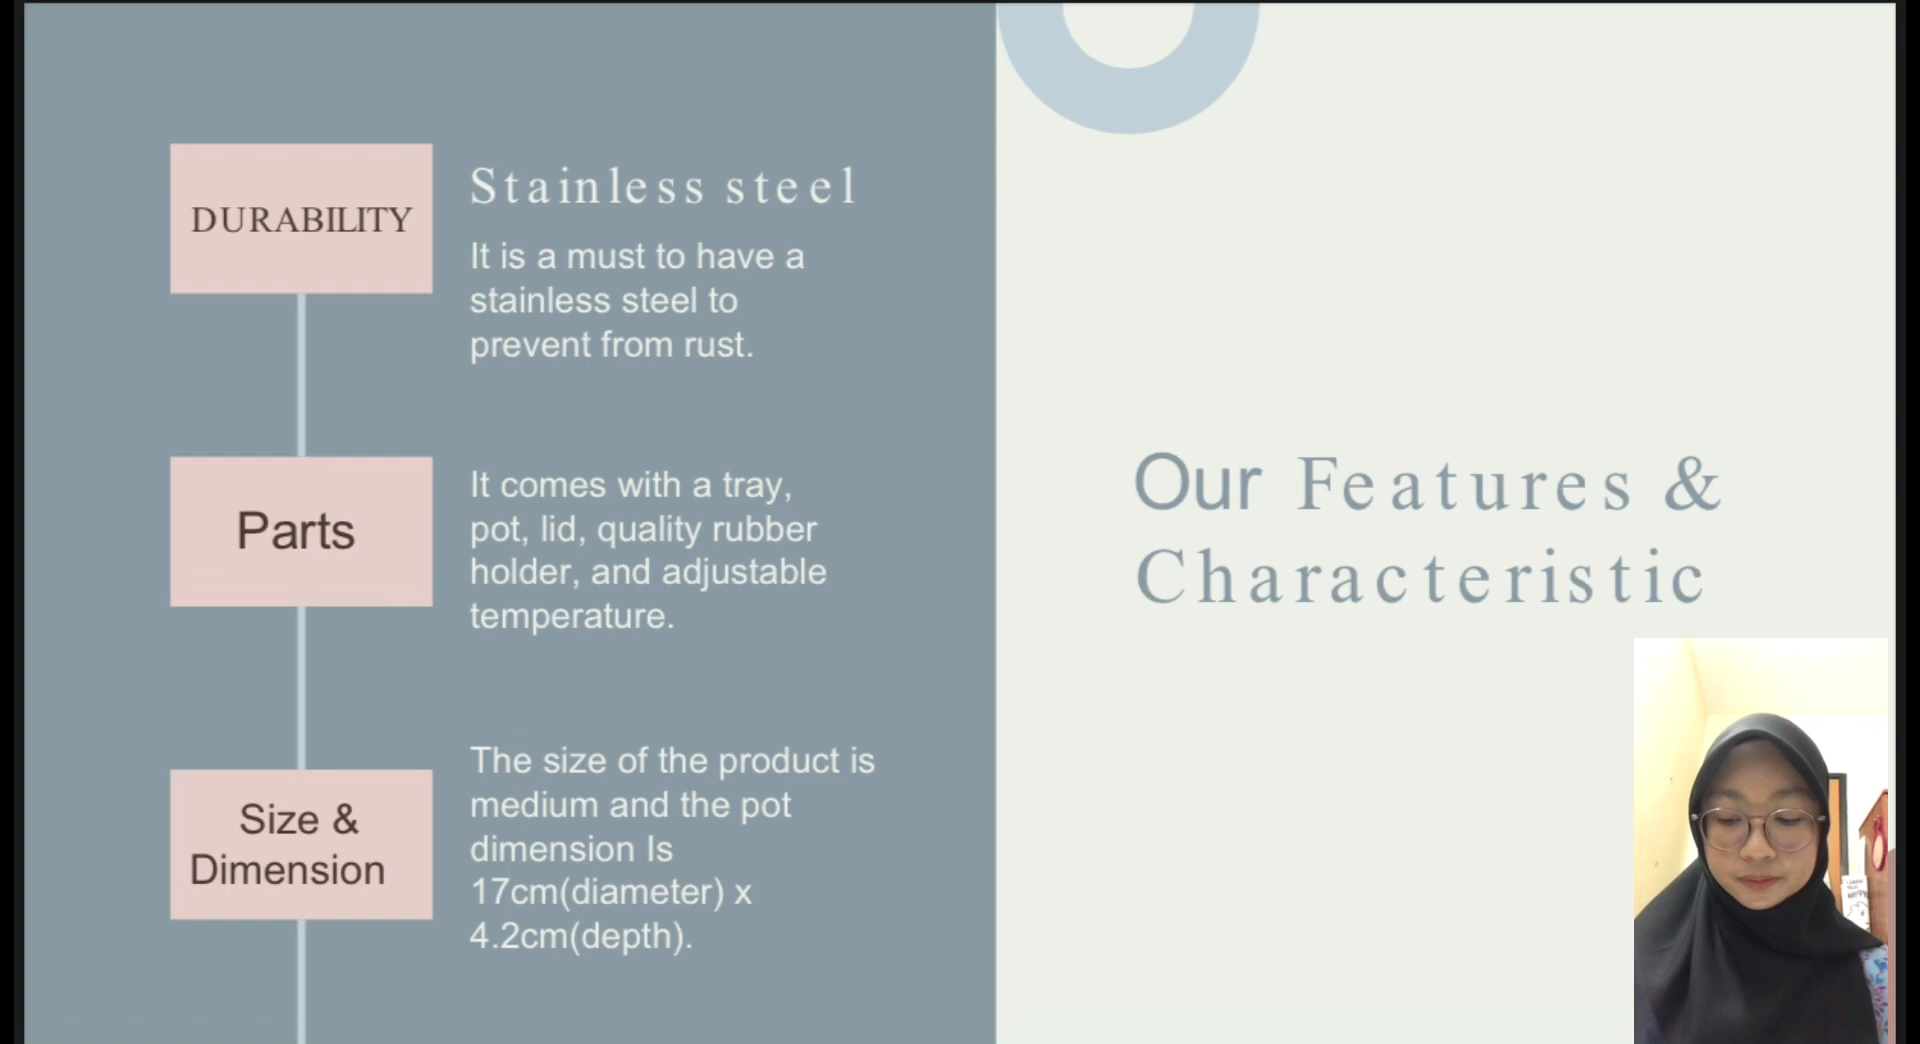 DURABILITY
Stainless steel
It is a must to have a
stainless steel to
prevent from rust.
Parts
It comes with a tray,
pot, lid, quality rubber
holder, and adjustable
temperature.
Size &
Dimension
The size of the product is
medium and the pot
dimension Is
17cm(diameter) x
4.2cm(depth).
Our Features &
Characteristic